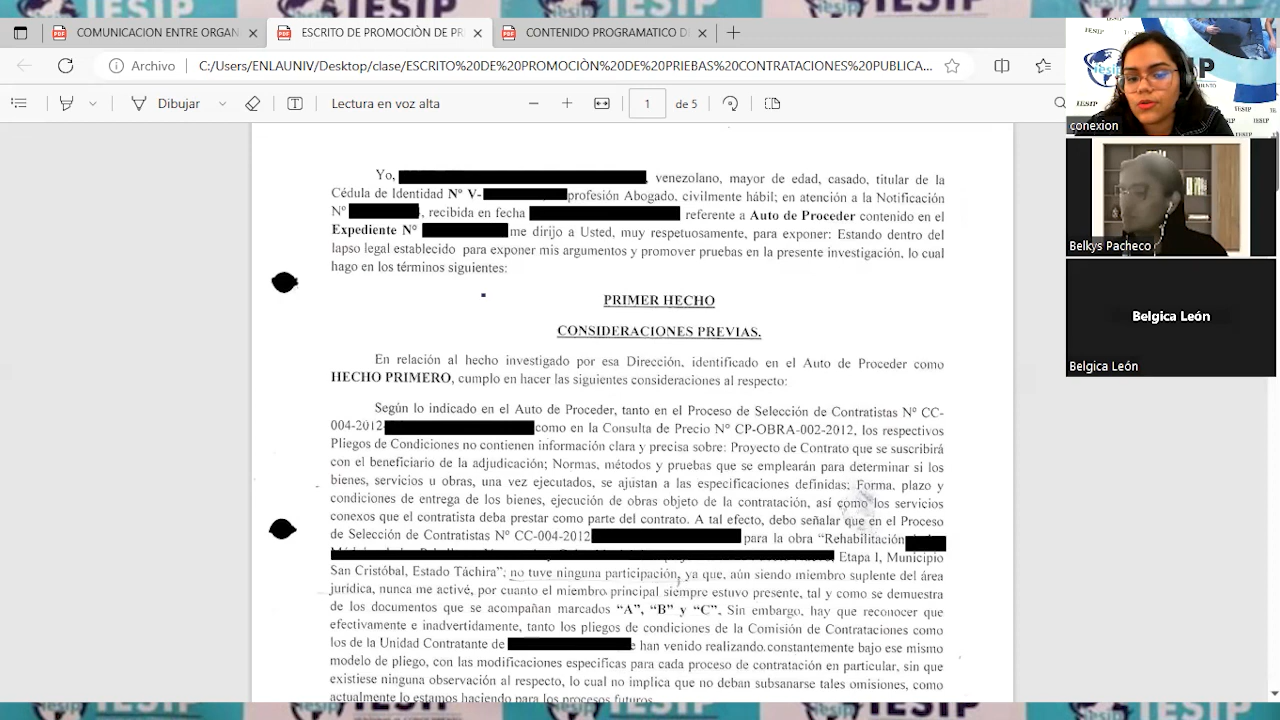 IESIP IESIP IESIP IESIP IESIP IESIP
COMUNICACION ENTRE ORGAN
ESCRITO DE PROMOCIÒN DE PR
CONTENIDO PROGRAMATICO D
Archivo
C:/Users/ENLAUNIV/Desktop/clase/ESCRITO%20DE%20PROMOCIÒN%20DE%20PRIEBAS%20CONTRATACIONES%20PUBLICA...
Dibujar
Lectura en voz alta
1
de 5
Yo, venezolano, mayor de edad, casado, titular de la
Cédula de Identidad N° V- profesión Abogado, civilmente hábil; en atención a la Notificación
N° , recibida en fecha referente a Auto de Proceder contenido en el
Expediente N° me dirijo a Usted, muy respetuosamente, para exponer: Estando dentro del
lapso legal establecido para exponer mis argumentos y promover pruebas en la presente investigación, lo cual
hago en los términos siguientes:
PRIMER HECHO
CONSIDERACIONES PREVIAS.
En relación al hecho investigado por esa Dirección, identificado en el Auto de Proceder como
HECHO PRIMERO, cumplo en hacer las siguientes consideraciones al respecto:
Según lo indicado en el Auto de Proceder, tanto en el Proceso de Selección de Contratistas N° CC-
004-2012- como en la Consulta de Precio N° CP-OBRA-002-2012, los respectivos
Pliegos de Condiciones no contienen información clara y precisa sobre: Proyecto de Contrato que se suscribirá
con el beneficiario de la adjudicación; Normas, métodos y pruebas que se emplearán para determinar si los
bienes, servicios u obras, una vez ejecutados, se ajustan a las especificaciones definidas; Forma, plazo y
condiciones de entrega de los bienes, ejecución de obras objeto de la contratación, así como los servicios
conexos que el contratista deba prestar como parte del contrato. A tal efecto, debo señalar que en el Proceso
de Selección de Contratistas N° CC-004-2012 para la obra “Rehabilitación
Etapa I, Municipio
San Cristóbal, Estado Táchira”; no tuve ninguna participación, ya que, aún siendo miembro suplente del área
jurídica, nunca me activé, por cuanto el miembro principal siempre estuvo presente, tal y como se demuestra
de los documentos que se acompañan marcados “A”, “B” y “C”. Sin embargo, hay que reconocer que
efectivamente e inadvertidamente, tanto los pliegos de condiciones de la Comisión de Contrataciones como
los de la Unidad Contratante de han venido realizando constantemente bajo ese mismo
modelo de pliego, con las modificaciones especificas para cada proceso de contratación en particular, sin que
existiese ninguna observación al respecto, lo cual no implica que no deban subsanarse tales omisiones, como
actualmente lo estamos haciendo para los procesos futuros.
conexion
Belkys Pacheco
Belgica León
Belgica León
IESIP